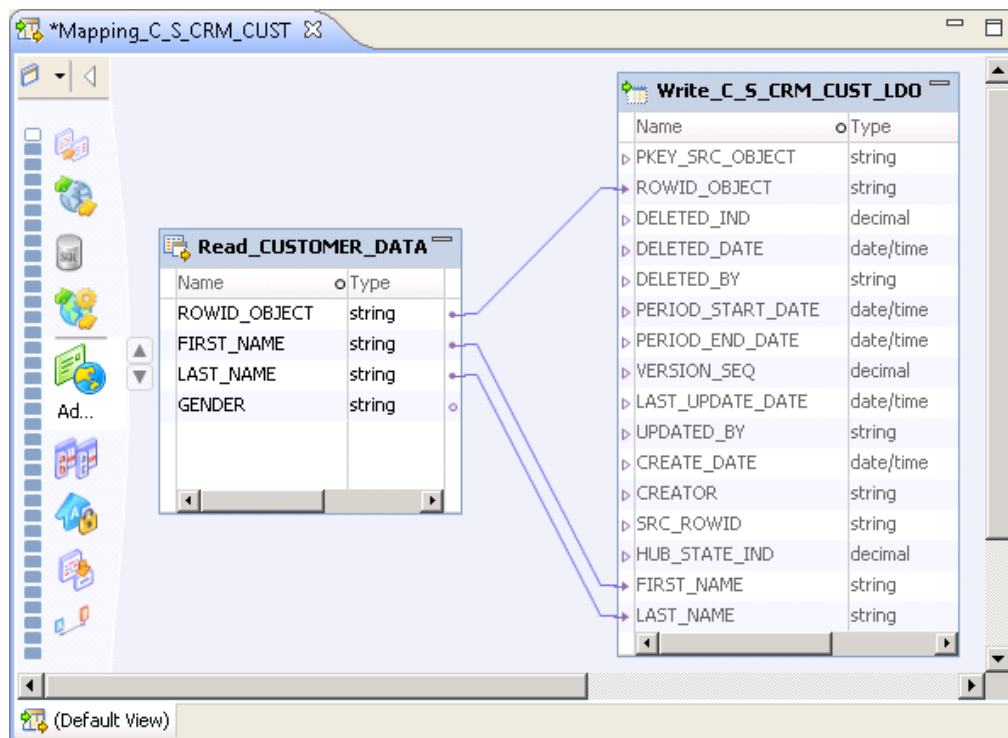 *Mapping_C_S_CRM_CUST
SQL
Ad...
Read_CUSTOMER_DATA
Name Type
ROWID_OBJECT string
FIRST_NAME string
LAST_NAME string
GENDER string
Write_C_S_CRM_CUST_LDO
Name Type
PKEY_SRC_OBJECT string
ROWID_OBJECT string
DELETED_IND decimal
DELETED_DATE date/time
DELETED_BY string
PERIOD_START_DATE date/time
PERIOD_END_DATE date/time
VERSION_SEQ decimal
LAST_UPDATE_DATE date/time
UPDATED_BY string
CREATE_DATE date/time
CREATOR string
SRC_ROWID string
HUB_STATE_IND decimal
FIRST_NAME string
LAST_NAME string
(Default View)